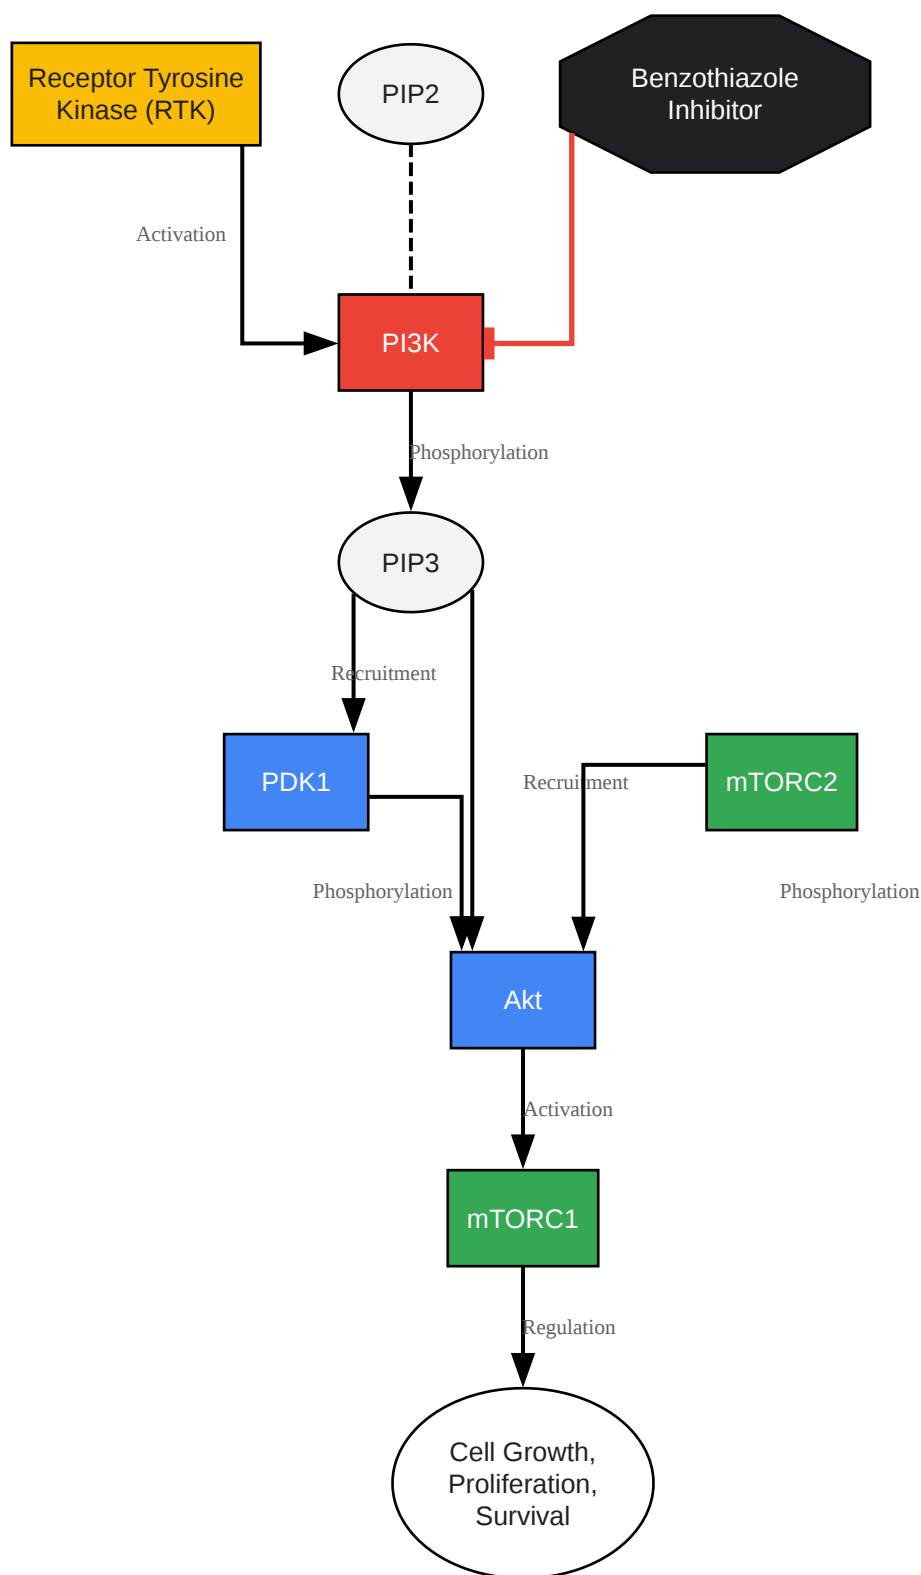 Receptor Tyrosine
Kinase (RTK)
PIP2
Benzothiazole
Inhibitor
Activation
PI3K
Phosphorylation
PIP3
Recruitment
PDK1
Recruitment
mTORC2
Phosphorylation
Phosphorylation
Akt
Activation
mTORC1
Regulation
Cell Growth,
Proliferation,
Survival